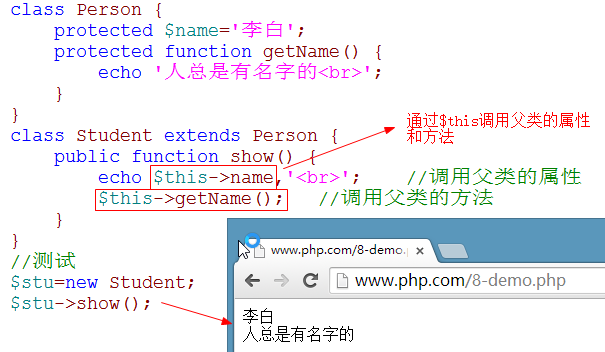 class Person {
protected $name='李白';
protected function getName() {
echo '人总是有名字的<br>';
}
}
class Student extends Person {
public function show() {
echo $this->name,'<br>'; //调用父类的属性
$this->getName(); //调用父类的方法
}
}
//测试
$stu=new Student;
$stu->show();
通过$this调用父类的属性
和方法
www.php.com/8-demo.p
www.php.com/8-demo.php
李白
人总是有名字的